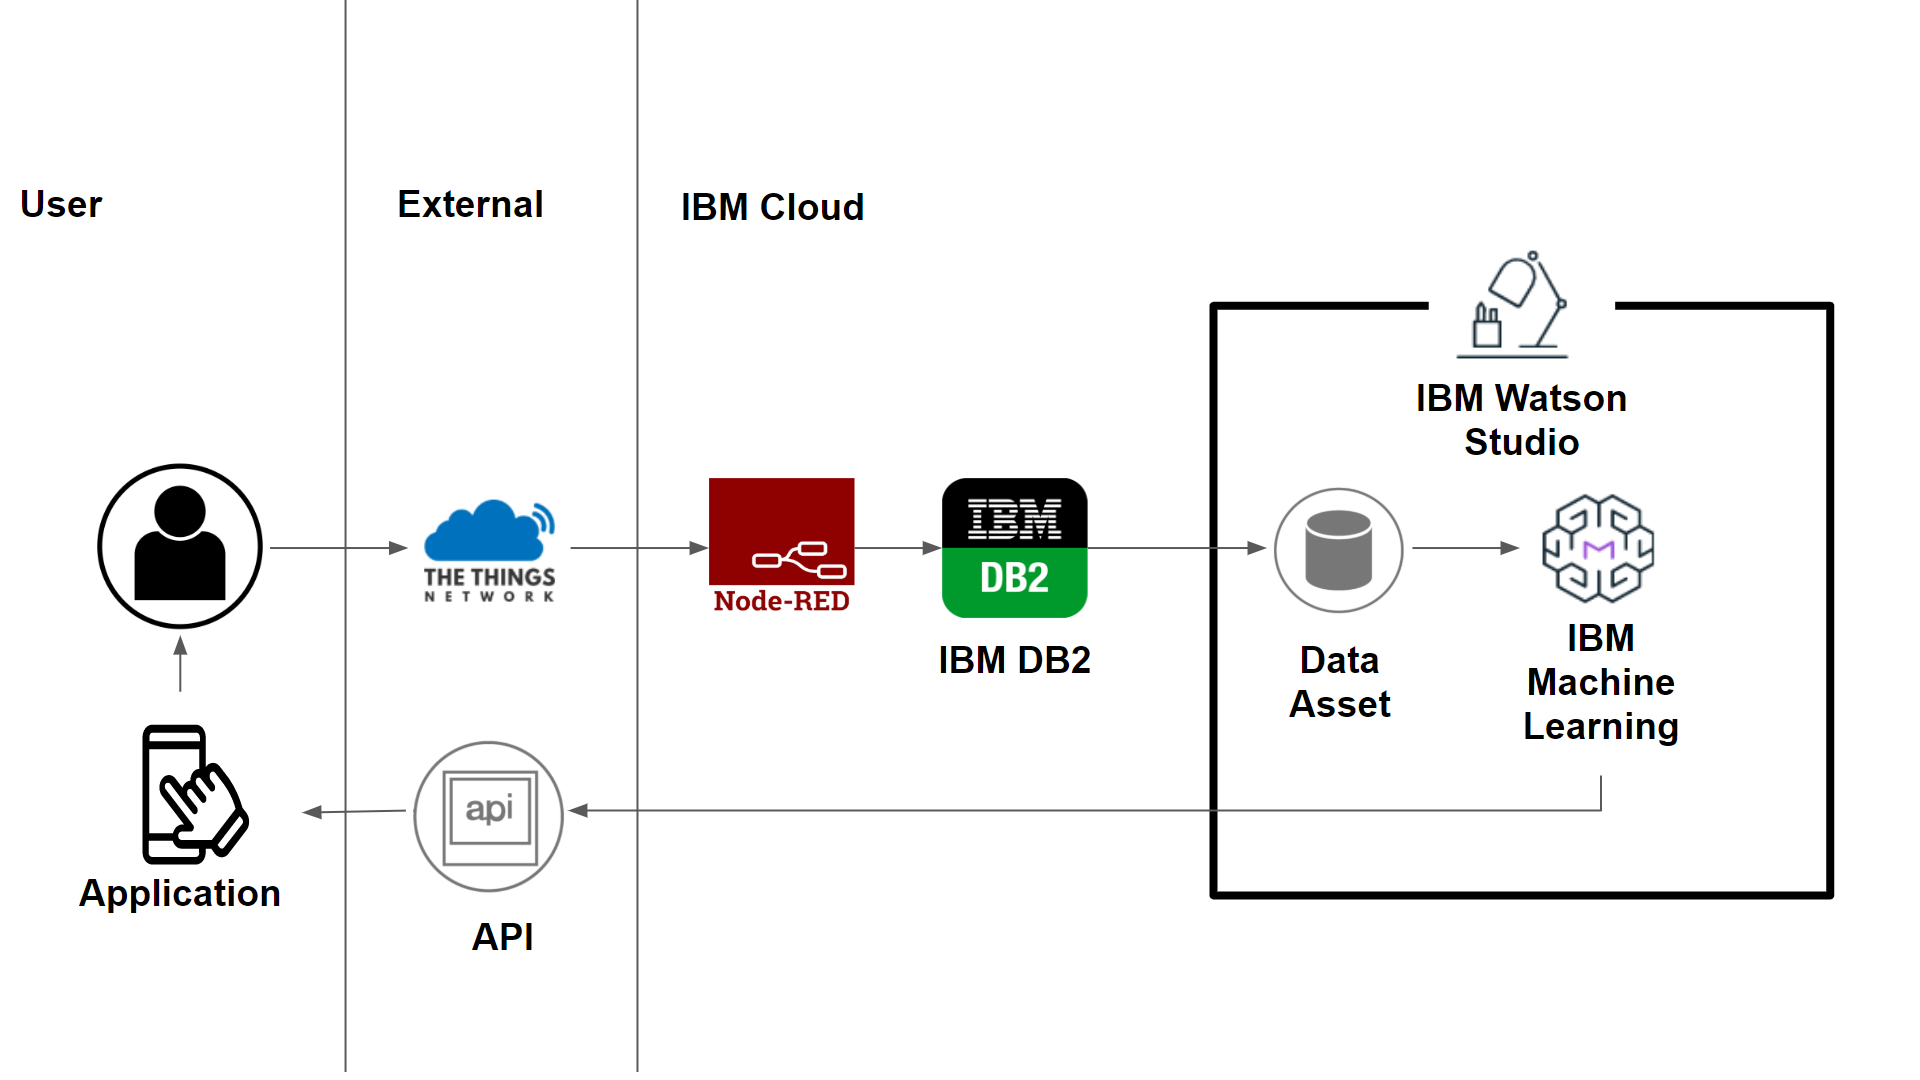 User
External
IBM Cloud
IBM Watson
Studio
THE THINGS
NETWORK
Node-RED
IBM
DB2
IBM DB2
Data
Asset
M
IBM
Machine
Learning
api
Application
API